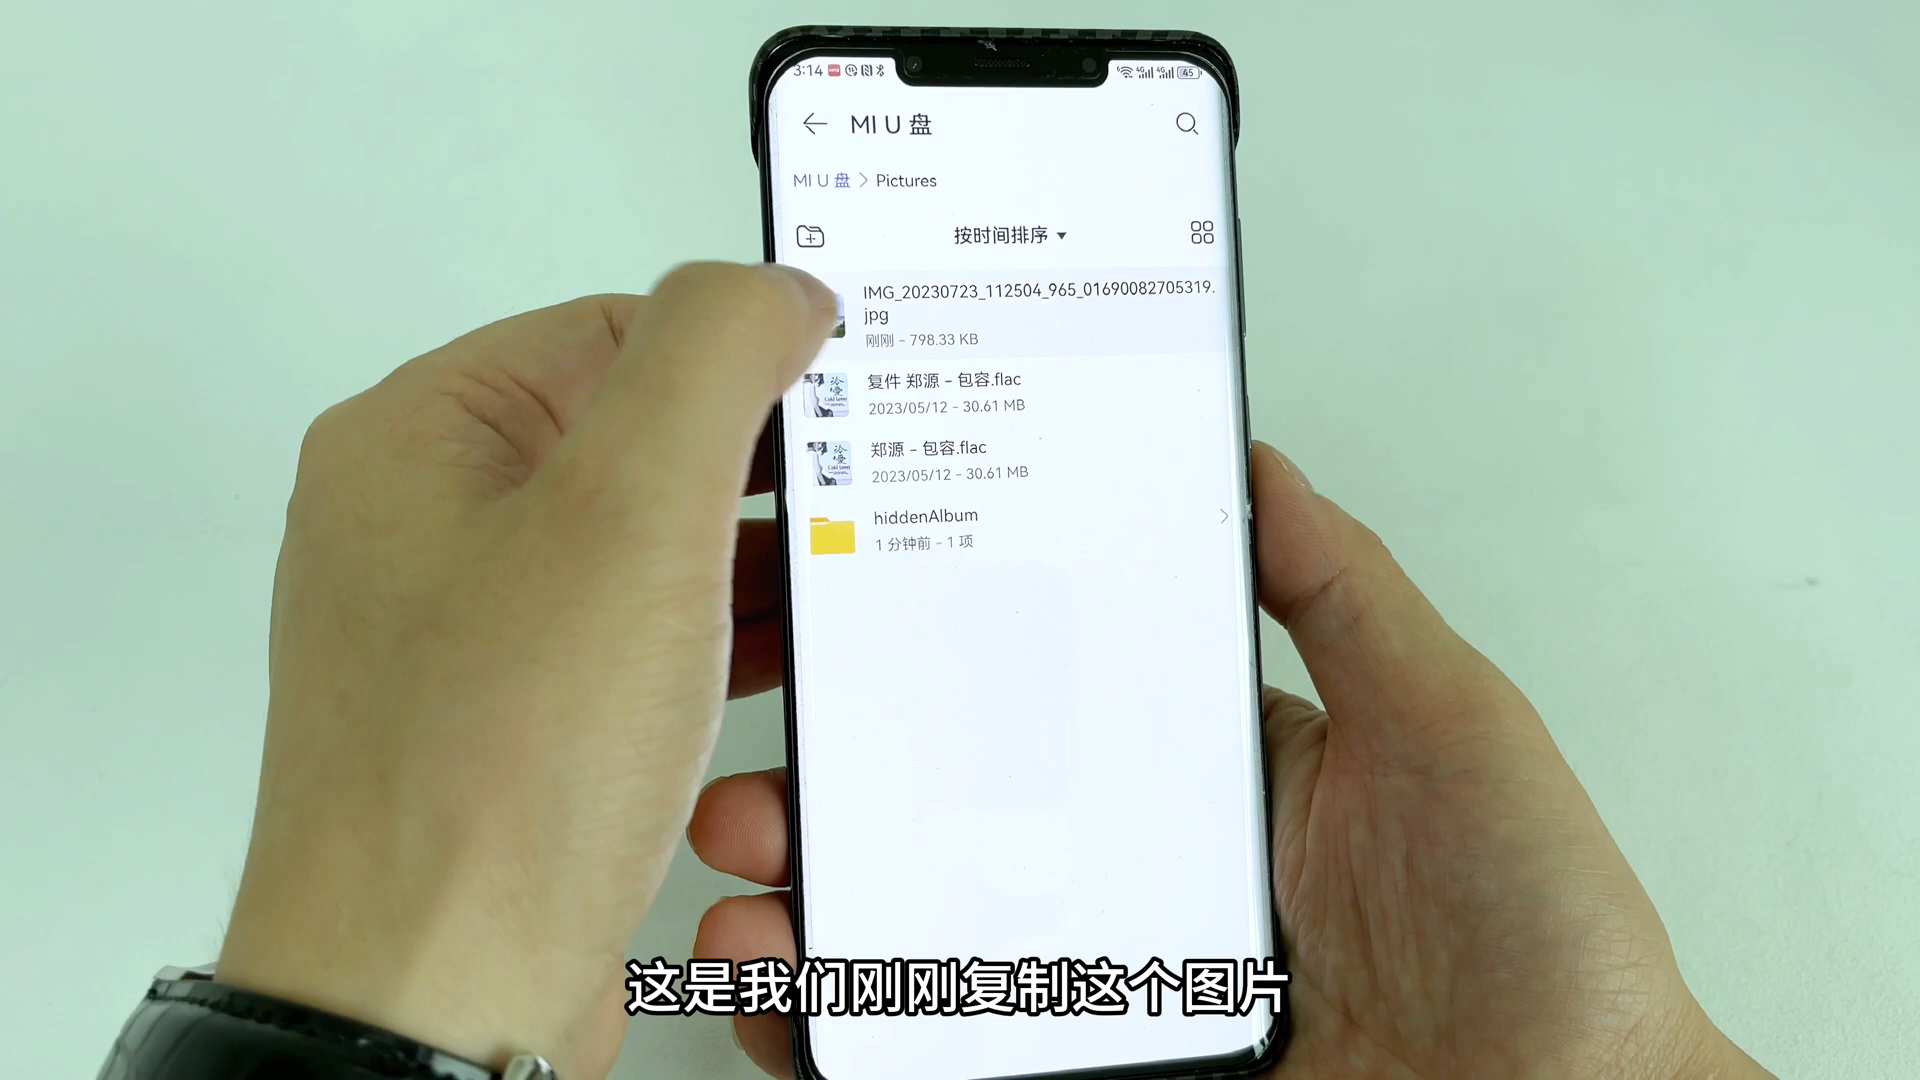 3:14
45
MI U 盘
MI U 盘 > Pictures
按时间排序
IMG_20230723_112504_965_01690082705319.
jpg
刚刚 - 798.33 KB
复件 郑源 - 包容.flac
2023/05/12 - 30.61 MB
郑源 - 包容.flac
2023/05/12 - 30.61 MB
hiddenAlbum
1 分钟前 - 1 项
这是我们刚刚复制这个图片